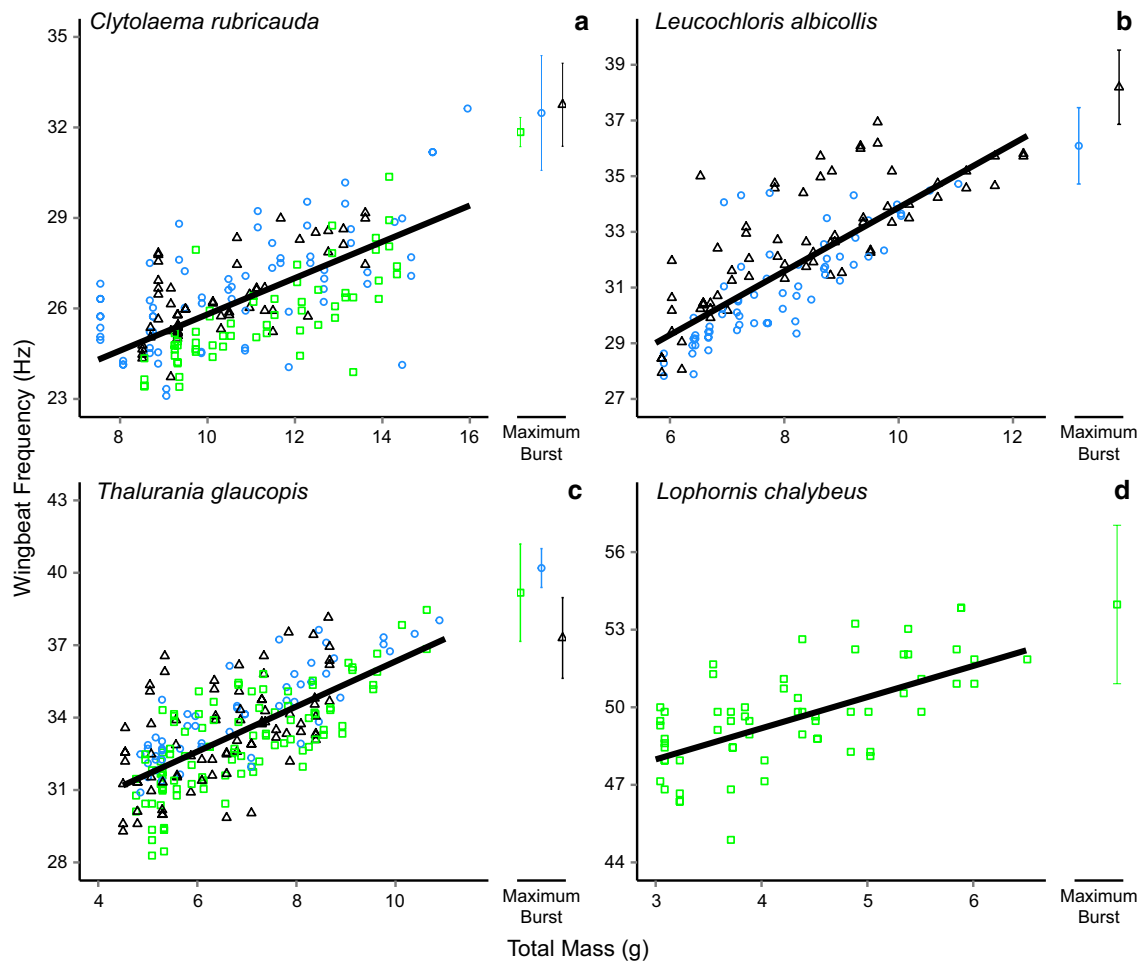 Clytolaema rubricauda
a
35
32
29
26
23
8
10
12
14
16
Maximum
Burst
Leucochloris albicollis
b
39
37
35
33
31
29
27
6
8
10
12
Maximum
Burst
Wingbeat Frequency (Hz)
Thalurania glaucopis
c
43
40
37
34
31
28
4
6
8
10
Maximum
Burst
Lophornis chalybeus
d
56
53
50
47
44
3
4
5
6
Maximum
Burst
Total Mass (g)